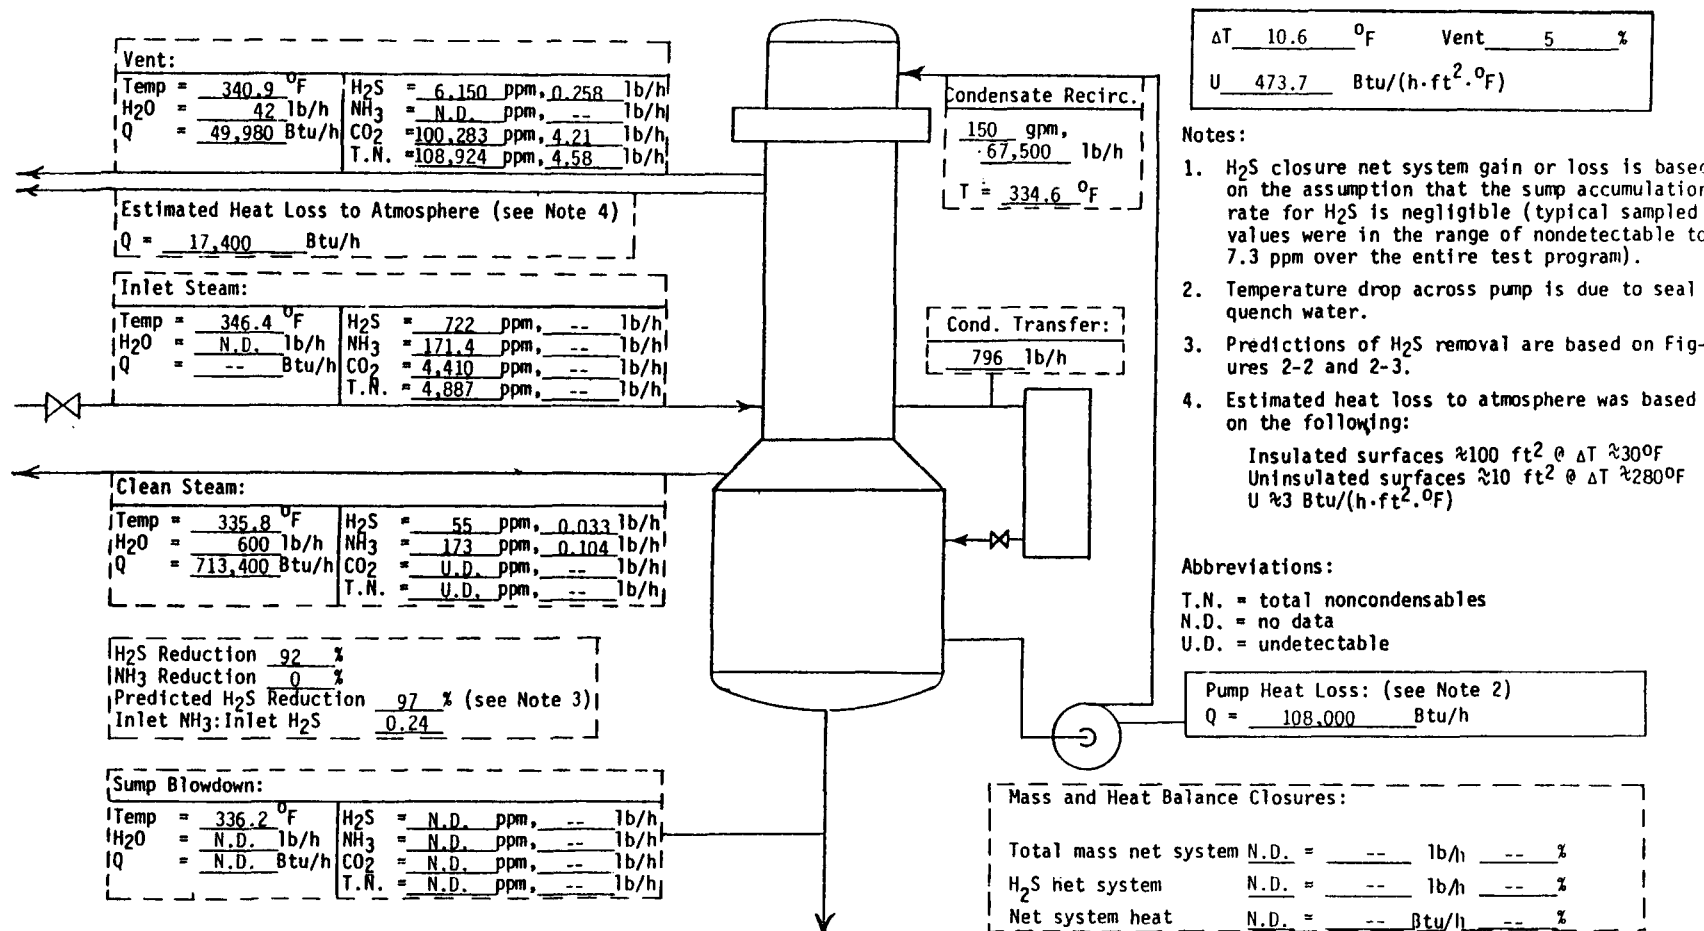 Vent:
Temp = 340.9 °F
H2O = 42 lb/h
Q = 49,980 Btu/h
H2S = 6,150 ppm, 0.258 lb/h
NH3 = N.D. ppm, -- lb/h
CO2 = 100,283 ppm, 4.21 lb/h
T.N. = 108,924 ppm, 4.58 lb/h
Estimated Heat Loss to Atmosphere (see Note 4)
Q = 17,400 Btu/h
Inlet Steam:
Temp = 346.4 °F
H2O = N.D. lb/h
Q = -- Btu/h
H2S = 722 ppm, -- lb/h
NH3 = 171.4 ppm, -- lb/h
CO2 = 4,410 ppm, -- lb/h
T.N. = 4,887 ppm, -- lb/h
Clean Steam:
Temp = 335.8 °F
H2O = 600 lb/h
Q = 713,400 Btu/h
H2S = 55 ppm, 0.033 lb/h
NH3 = 173 ppm, 0.104 lb/h
CO2 = U.D. ppm, -- lb/h
T.N. = U.D. ppm, -- lb/h
H2S Reduction 92 %
NH3 Reduction 0 %
Predicted H2S Reduction 97 % (see Note 3)
Inlet NH3:Inlet H2S 0.24
Sump Blowdown:
Temp = 336.2 °F
H2O = N.D. lb/h
Q = N.D. Btu/h
H2S = N.D. ppm, -- lb/h
NH3 = N.D. ppm, -- lb/h
CO2 = N.D. ppm, -- lb/h
T.N. = N.D. ppm, -- lb/h
Condensate Recirc.
150 gpm,
67,500 lb/h
T = 334.6 °F
Cond. Transfer:
796 lb/h
ΔT 10.6 °F Vent 5 %
U 473.7 Btu/(h·ft2·°F)
Notes:
1. H2S closure net system gain or loss is based
on the assumption that the sump accumulation
rate for H2S is negligible (typical sampled
values were in the range of nondetectable to
7.3 ppm over the entire test program).
2. Temperature drop across pump is due to seal
quench water.
3. Predictions of H2S removal are based on Fig-
ures 2-2 and 2-3.
4. Estimated heat loss to atmosphere was based
on the following:
Insulated surfaces ≈100 ft2 @ ΔT ≈30°F
Uninsulated surfaces ≈10 ft2 @ ΔT ≈280°F
U ≈3 Btu/(h·ft2·°F)
Abbreviations:
T.N. = total noncondensables
N.D. = no data
U.D. = undetectable
Pump Heat Loss: (see Note 2)
Q = 108,000 Btu/h
Mass and Heat Balance Closures:
Total mass net system N.D. = -- lb/h -- %
H2S net system N.D. = -- lb/h -- %
Net system heat N.D. = -- Btu/h -- %